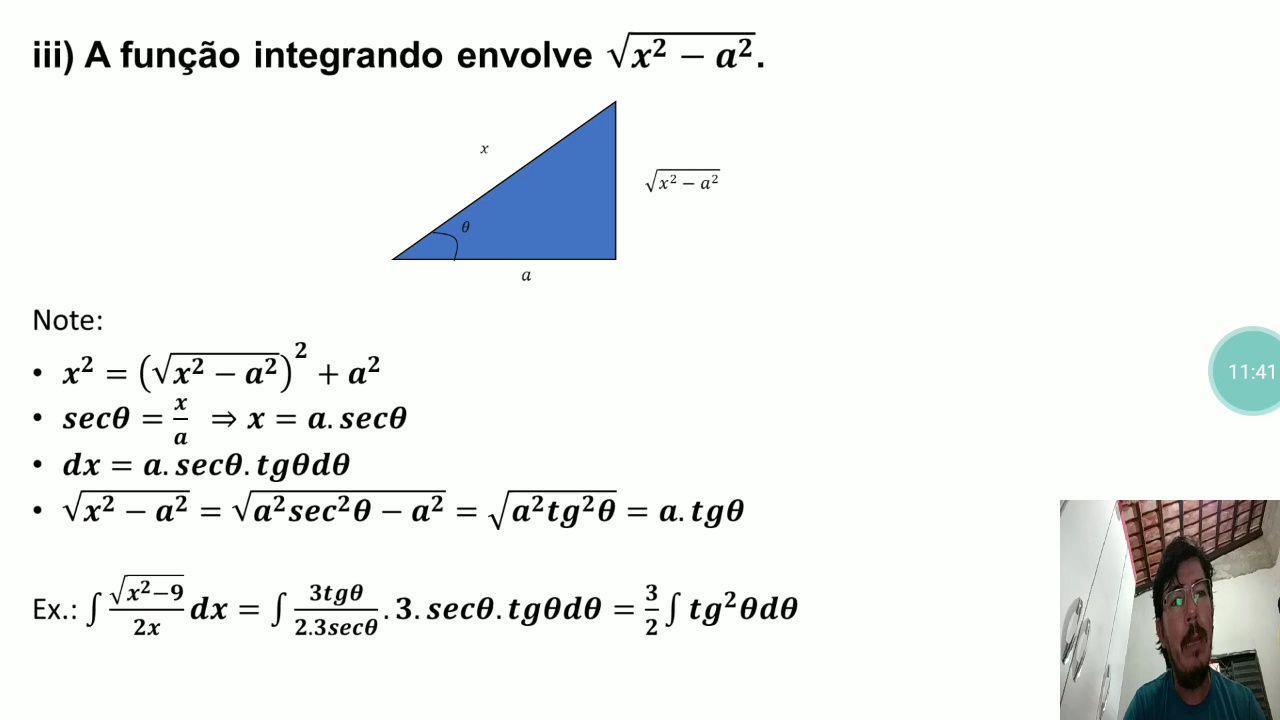 iii) A função integrando envolve √(x² − a²).
x
√(x² − a²)
θ
a
Note:
• x² = (√(x² − a²))² + a²
• secθ = x/a ⇒ x = a. secθ
11:41
• dx = a. secθ. tgθdθ
• √(x² − a²) = √(a²sec²θ − a²) = √(a²tg²θ) = a. tgθ
Ex.: ∫ √(x²−9)/2x dx = ∫ 3tgθ/2.3secθ . 3. secθ. tgθdθ = 3/2 ∫ tg²θdθ